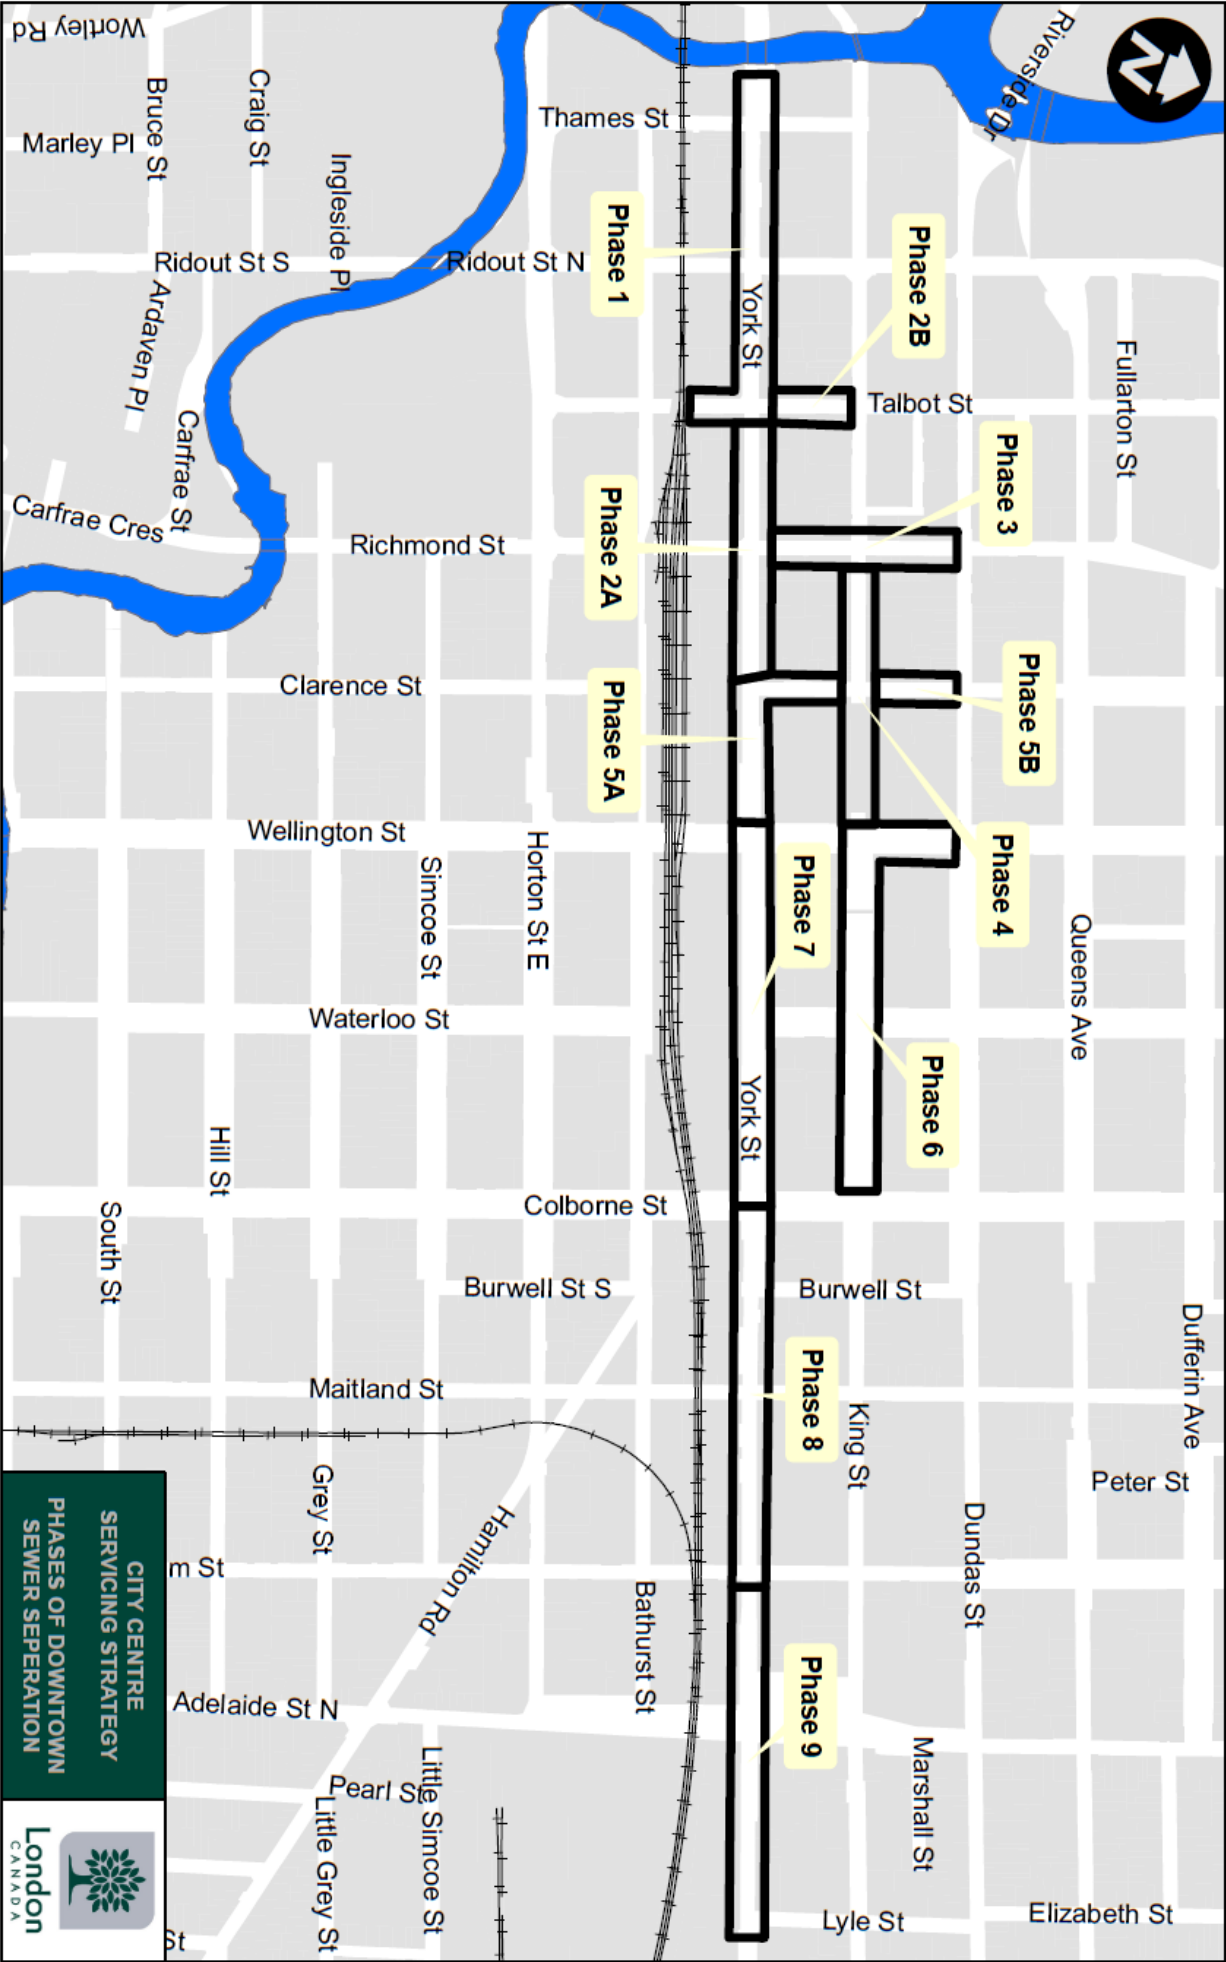 N
Riverside Dr
Wortley Rd
Bruce St
Craig St
Marley Pl
Ingleside Pl
Thames St
Phase 1
Phase 2B
Ridout St S
Ridout St N
York St
Ardaven Pl
Fullarton St
Talbot St
Carfrae St
Phase 3
Carfrae Cres
Richmond St
Phase 2A
Clarence St
Phase 5A
Phase 5B
Wellington St
Simcoe St
Horton St E
Phase 7
Phase 4
Queens Ave
Waterloo St
York St
Phase 6
Hill St
South St
Colborne St
Burwell St S
Burwell St
Dufferin Ave
Maitland St
Phase 8
King St
Peter St
Grey St
Hamilton Rd
Dundas St
m St
Bathurst St
Adelaide St N
Phase 9
Marshall St
Pearl St
Little Simcoe St
Little Grey St
Lyle St
Elizabeth St
St
CITY CENTRE
SERVICING STRATEGY
PHASES OF DOWNTOWN
SEWER SEPERATION
London
CANADA